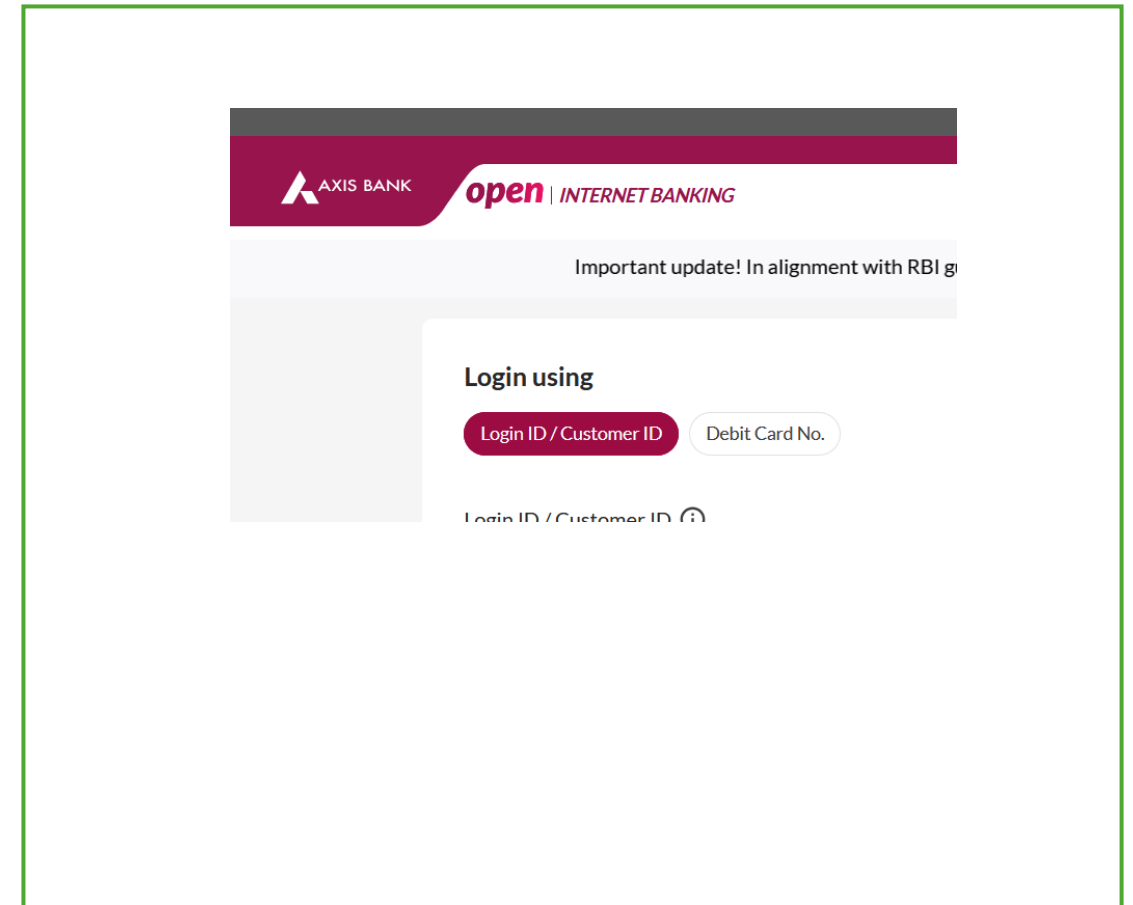 AXIS BANK
open | INTERNET BANKING
Important update! In alignment with RBI
Login using
Login ID / Customer ID
Debit Card No.
Login ID / Customer ID